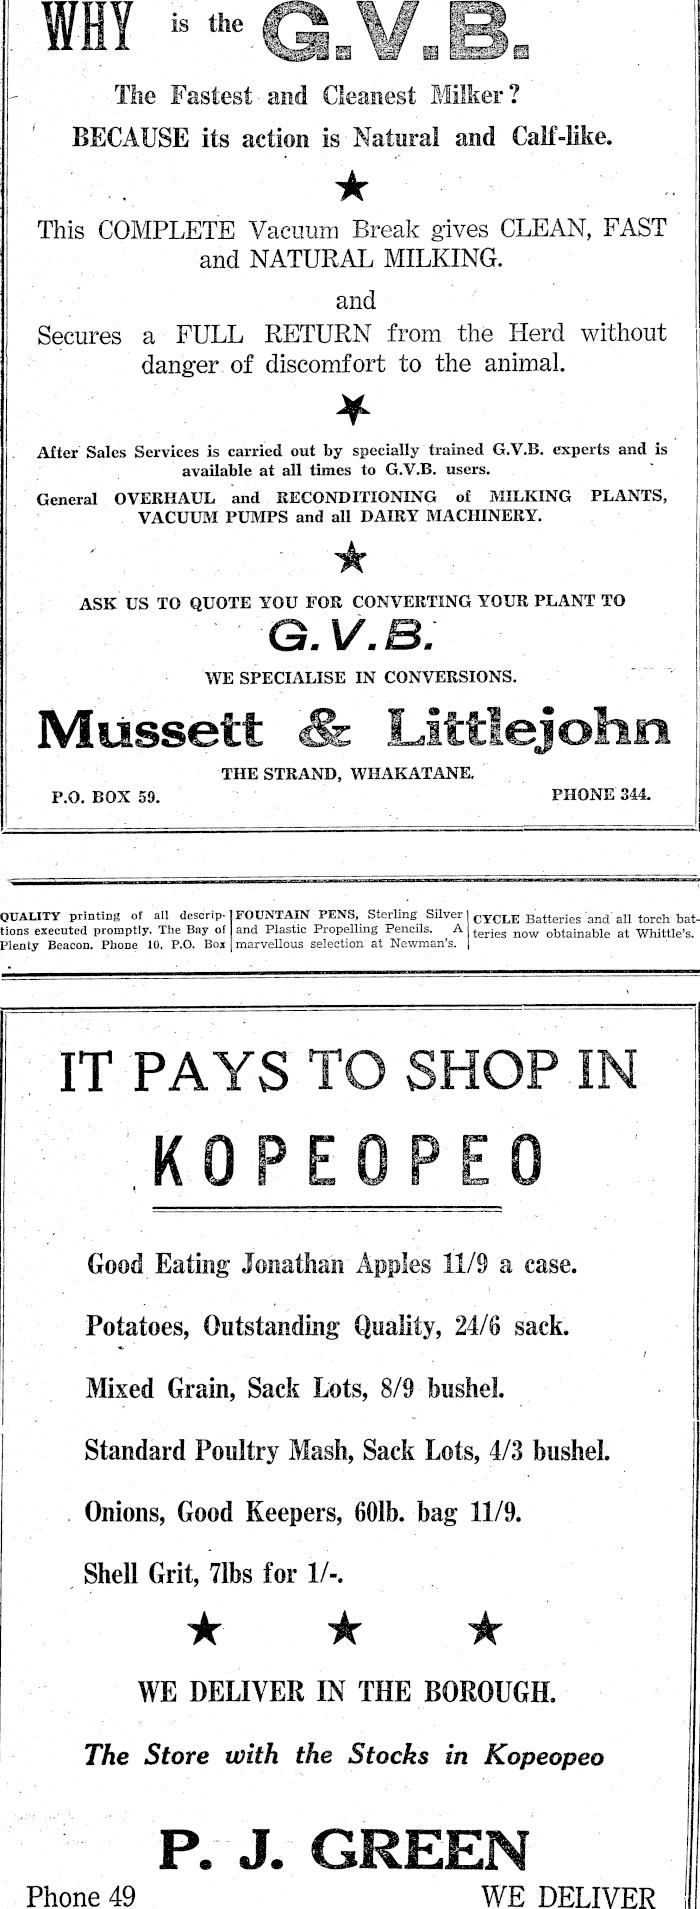 WHY is the G.V.B.
The Fastest and Cleanest Milker?
BECAUSE its action is Natural and Calf-like.
This COMPLETE Vacuum Break gives CLEAN, FAST
and NATURAL MILKING.
and
Secures a FULL RETURN from the Herd without
danger of discomfort to the animal.
After Sales Services is carried out by specially trained G.V.B. experts and is
available at all times to G.V.B. users.
General OVERHAUL and RECONDITIONING of MILKING PLANTS,
VACUUM PUMPS and all DAIRY MACHINERY.
ASK US TO QUOTE YOU FOR CONVERTING YOUR PLANT TO
G.V.B.
WE SPECIALISE IN CONVERSIONS.
Mussett & Littlejohn
THE STRAND, WHAKATANE.
P.O. BOX 59. PHONE 344.
QUALITY printing of all descrip-
tions executed promptly. The Bay of
Plenty Beacon. Phone 10, P.O. Box
FOUNTAIN PENS, Sterling Silver
and Plastic Propelling Pencils. A
marvellous selection at Newman's.
CYCLE Batteries and all torch bat-
teries now obtainable at Whittle's.
IT PAYS TO SHOP IN
KOPEOPEO
Good Eating Jonathan Apples 11/9 a case.
Potatoes, Outstanding Quality, 24/6 sack.
Mixed Grain, Sack Lots, 8/9 bushel.
Standard Poultry Mash, Sack Lots, 4/3 bushel.
Onions, Good Keepers, 60lb. bag 11/9.
Shell Grit, 7lbs for 1/-.
WE DELIVER IN THE BOROUGH.
The Store with the Stocks in Kopeopeo
P. J. GREEN
Phone 49 WE DELIVER